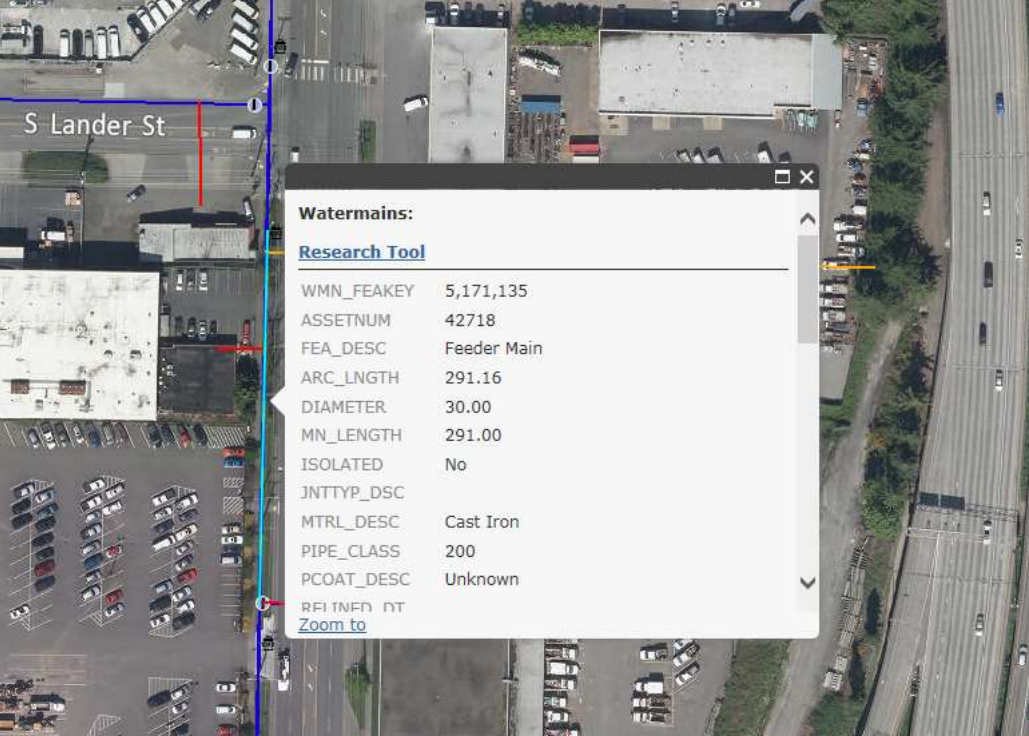 S Lander St
Watermains:
Research Tool
WMN_FEAKEY 5,171,135
ASSETNUM 42718
FEA_DESC Feeder Main
ARC_LNGTH 291.16
DIAMETER 30.00
MN_LENGTH 291.00
ISOLATED No
JNTTYP_DSC
MTRL_DESC Cast Iron
PIPE_CLASS 200
PCOAT_DESC Unknown
RELINED_DT
Zoom to